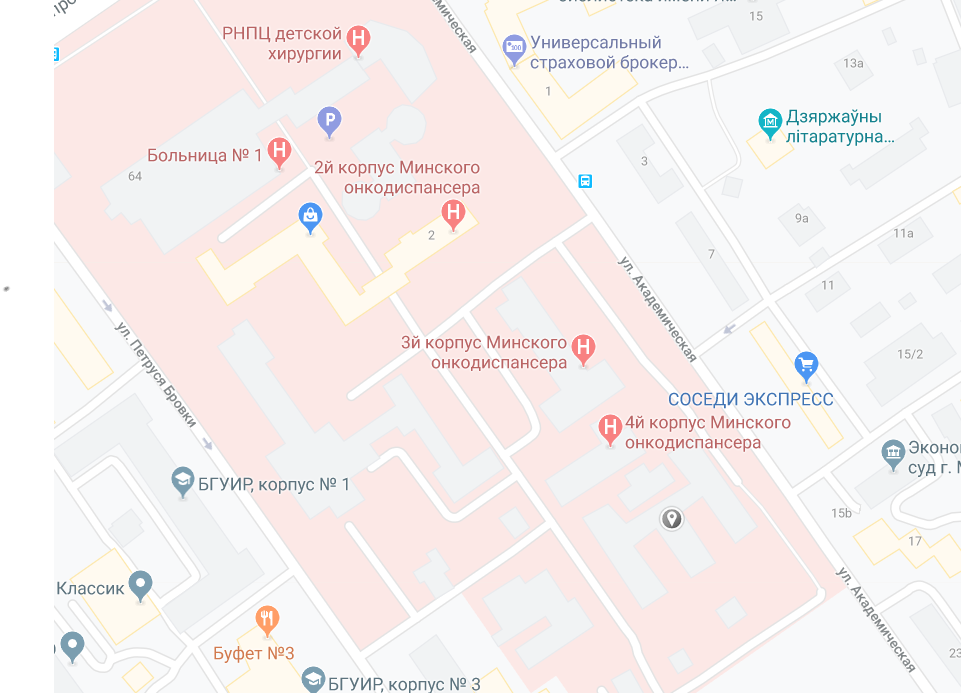 15
Универсальный
страховой брокер...
1
13а
РНПЦ детской
хирургии
P
Дзяржаўны
літаратурна...
Больница № 1
64
2й корпус Минского
онкодиспансера
2
3
9а
7
11а
11
ул. Академическая
ул. Петруся Бровки
3й корпус Минского
онкодиспансера
15/2
СОСЕДИ ЭКСПРЕСС
4й корпус Минского
онкодиспансера
суд г.
БГУИР, корпус № 1
15b
17
Классик
ул. Академическая
Буфет №3
23
БГУИР, корпус № 3